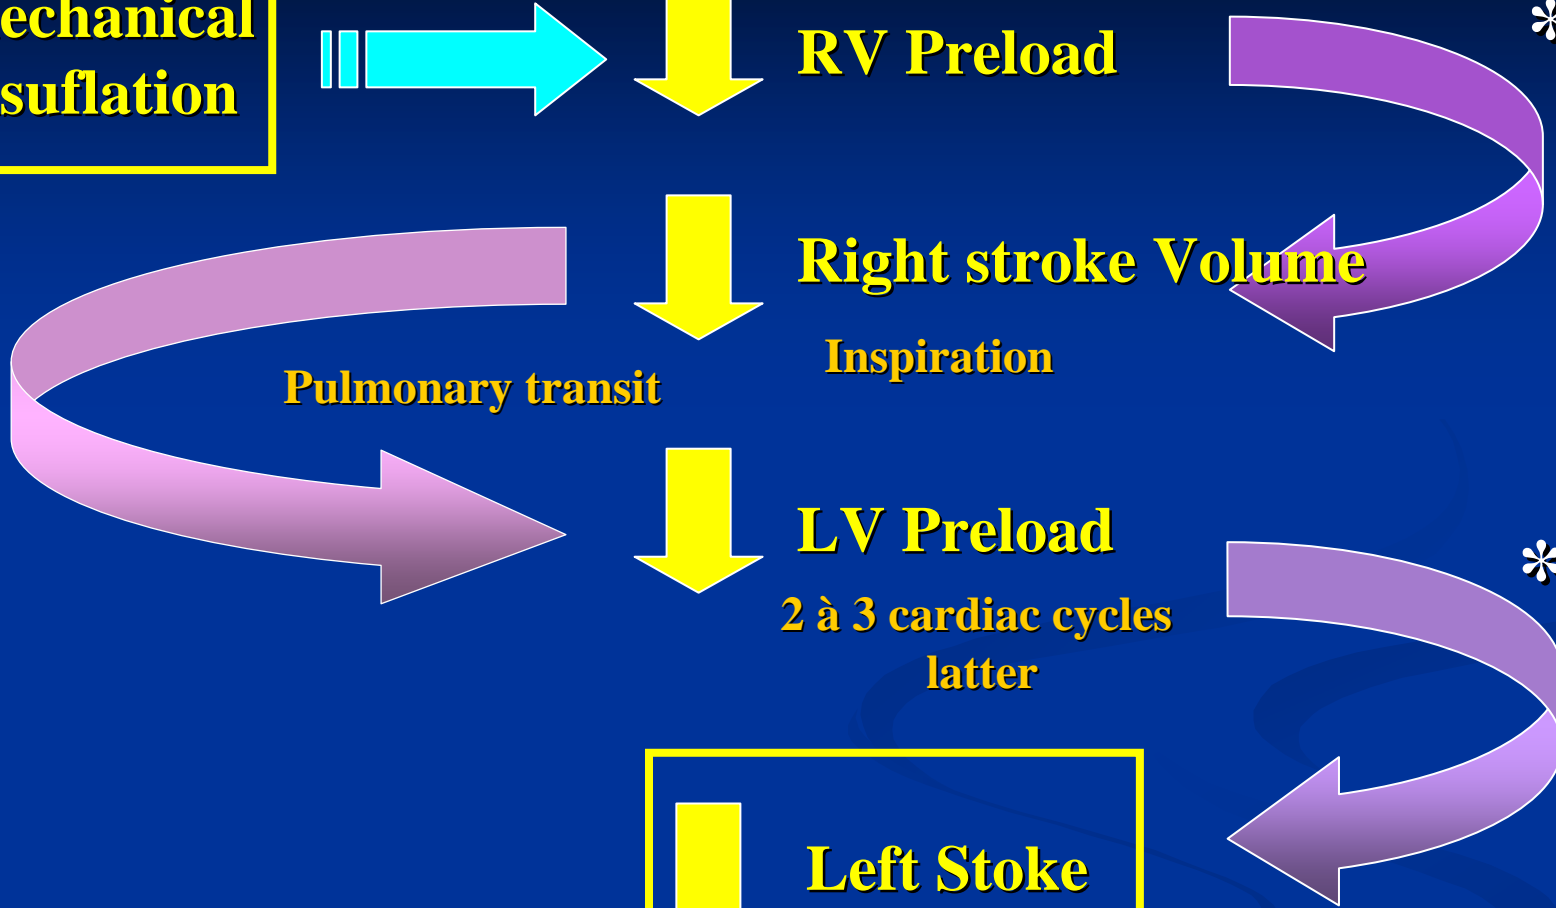 echanical
suflation
RV Preload
*
Right stroke Volume
Inspiration
Pulmonary transit
LV Preload
*
2 à 3 cardiac cycles
latter
Left Stoke